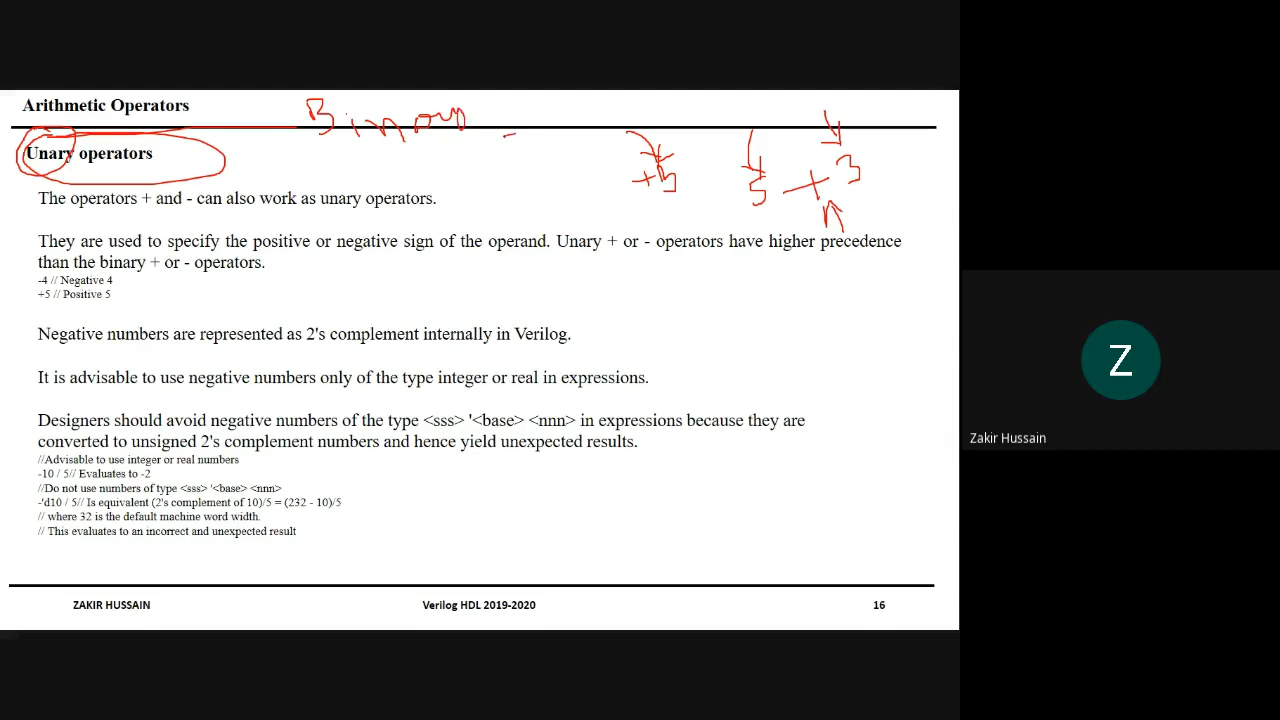 Arithmetic Operators
Binary
Unary operators
+5 5 + 3
The operators + and - can also work as unary operators.
They are used to specify the positive or negative sign of the operand. Unary + or - operators have higher precedence
than the binary + or - operators.
-4 // Negative 4
+5 // Positive 5
Negative numbers are represented as 2's complement internally in Verilog.
It is advisable to use negative numbers only of the type integer or real in expressions.
Designers should avoid negative numbers of the type <sss> '<base> <nnn> in expressions because they are
converted to unsigned 2's complement numbers and hence yield unexpected results.
//Advisable to use integer or real numbers
-10 / 5// Evaluates to -2
//Do not use numbers of type <sss> '<base> <nnn>
-'d10 / 5// Is equivalent (2's complement of 10)/5 = (232 - 10)/5
// where 32 is the default machine word width.
// This evaluates to an incorrect and unexpected result
ZAKIR HUSSAIN Verilog HDL 2019-2020 16
Z
Zakir Hussain